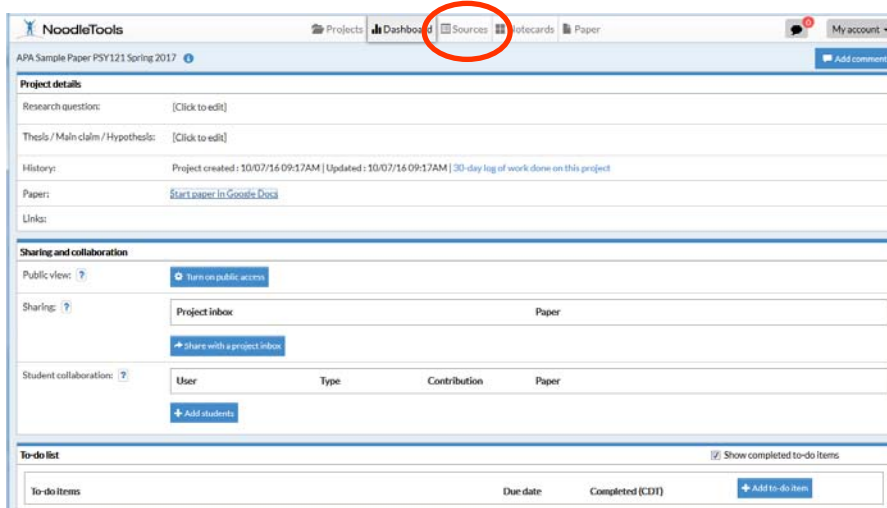 NoodleTools Projects Dashboard Sources Notecards Paper 0 My account
APA Sample Paper PSY121 Spring 2017 Add comment
Project details
Research question: [Click to edit]
Thesis / Main claim / Hypothesis: [Click to edit]
History: Project created : 10/07/16 09:17AM | Updated : 10/07/16 09:17AM | 30-day log of work done on this project
Paper: Start paper in Google Docs
Links:
Sharing and collaboration
Public view: ? Turn on public access
Sharing: ? Project inbox Paper
Share with a project inbox
Student collaboration: ? User Type Contribution Paper
+ Add students
To-do list Show completed to-do items
To-do items Due date Completed (CDT) + Add to-do item